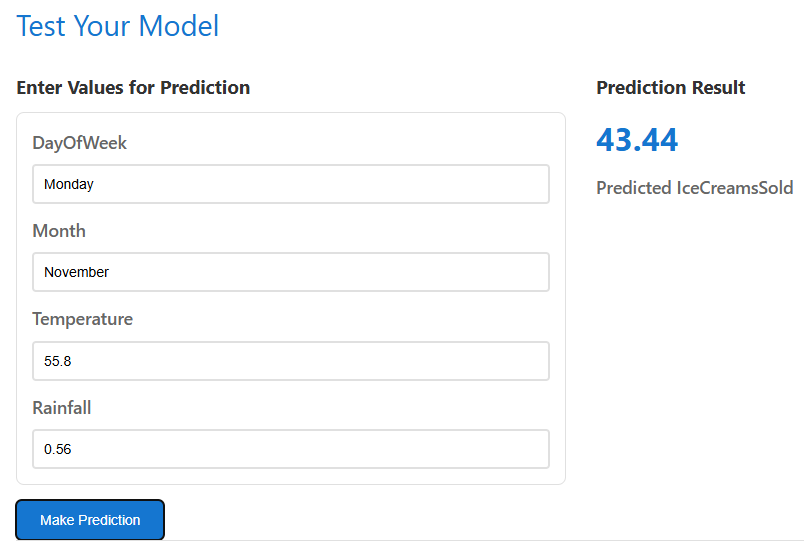 Test Your Model
Enter Values for Prediction
DayOfWeek
Monday
Month
November
Temperature
55.8
Rainfall
0.56
Make Prediction
Prediction Result
43.44
Predicted IceCreamsSold